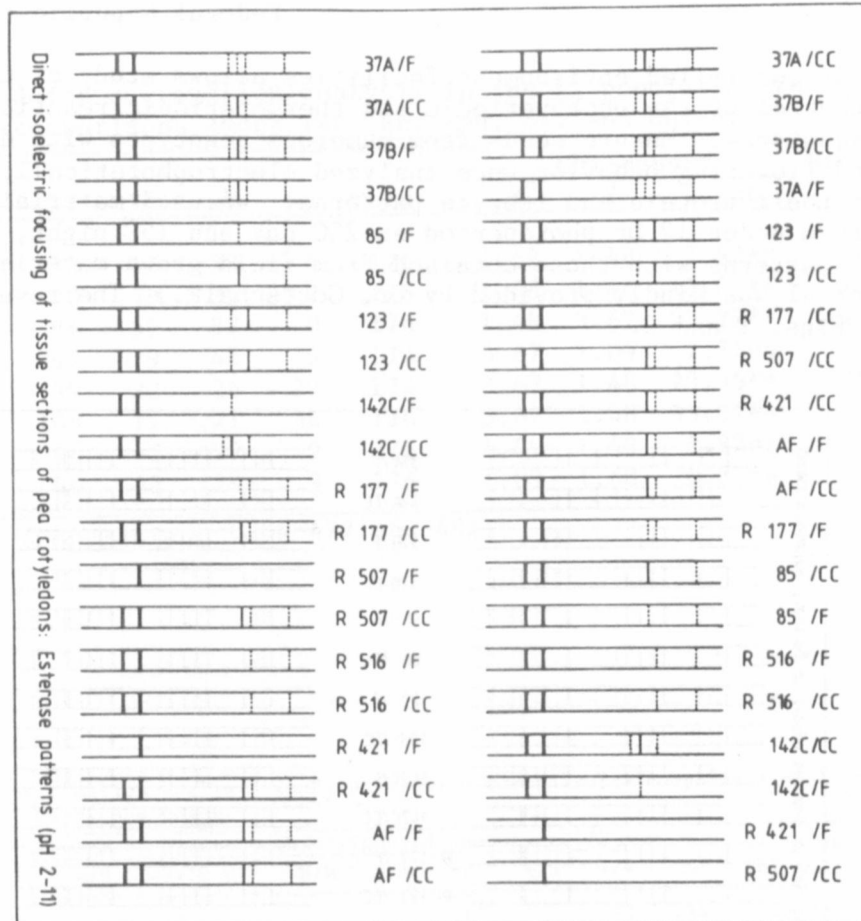 Direct isoelectric focusing of tissue sections of pea cotyledons: Esterase patterns (pH 2-11)
37A/F
37A/CC
37B/F
37B/CC
85 /F
85 /CC
123 /F
123 /CC
142C/F
142C/CC
R 177 /F
R 177 /CC
R 507 /F
R 507 /CC
R 516 /F
R 516 /CC
R 421 /F
R 421 /CC
AF /F
AF /CC
37A/CC
37B/F
37B/CC
37A/F
123 /F
123 /CC
R 177 /CC
R 507 /CC
R 421 /CC
AF /F
AF /CC
R 177 /F
85 /CC
85 /F
R 516 /F
R 516 /CC
142C/CC
142C/F
R 421 /F
R 507 /CC